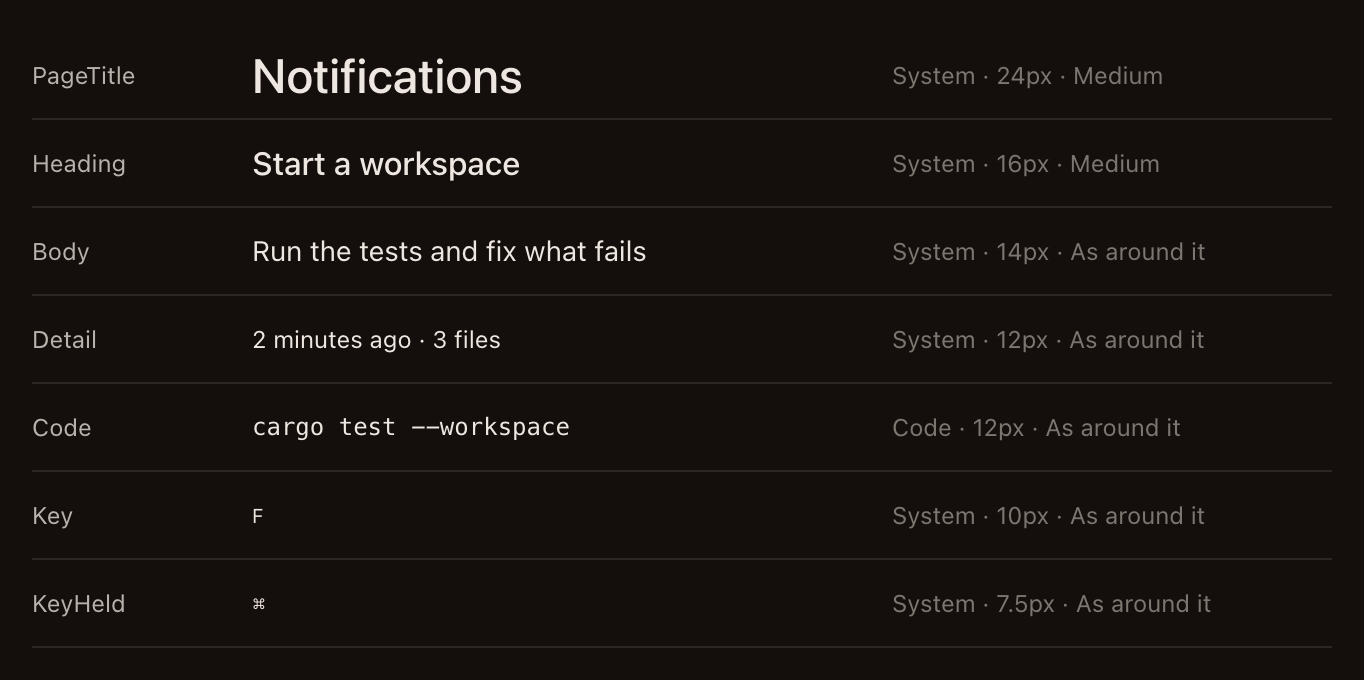 PageTitle Notifications System · 24px · Medium
Heading Start a workspace System · 16px · Medium
Body Run the tests and fix what fails System · 14px · As around it
Detail 2 minutes ago · 3 files System · 12px · As around it
Code cargo test --workspace Code · 12px · As around it
Key F System · 10px · As around it
KeyHeld ⌘ System · 7.5px · As around it